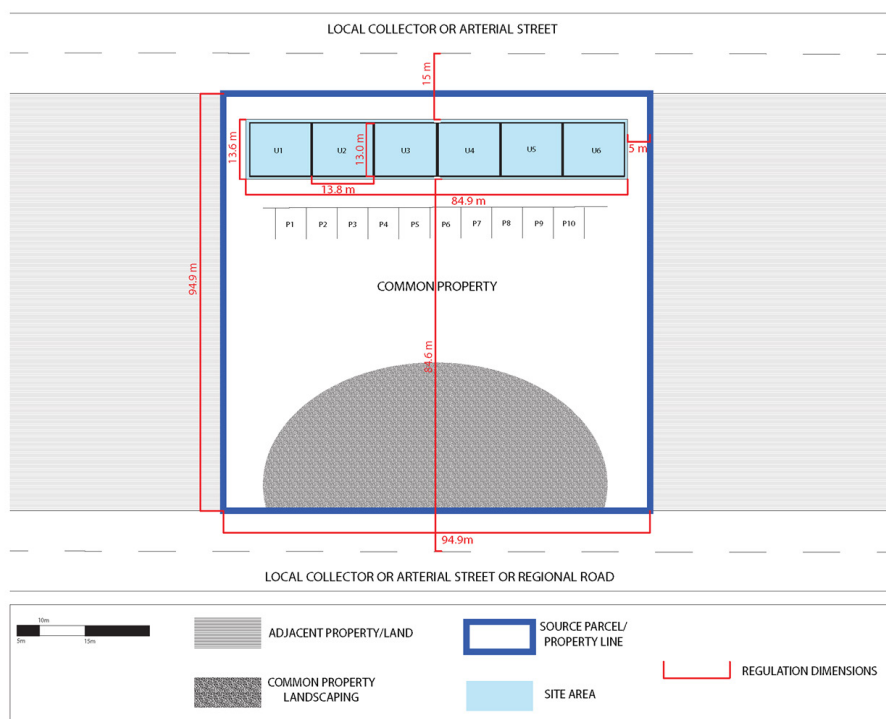 LOCAL COLLECTOR OR ARTERIAL STREET
15 m
13.6 m
U1
U2
13.0 m
U3
U4
U5
U6
5 m
13.8 m
84.9 m
P1
P2
P3
P4
P5
P6
P7
P8
P9
P10
94.9 m
COMMON PROPERTY
84.6 m
94.9m
LOCAL COLLECTOR OR ARTERIAL STREET OR REGIONAL ROAD
10m
5m
15m
ADJACENT PROPERTY/LAND
SOURCE PARCEL/
PROPERTY LINE
REGULATION DIMENSIONS
COMMON PROPERTY
LANDSCAPING
SITE AREA